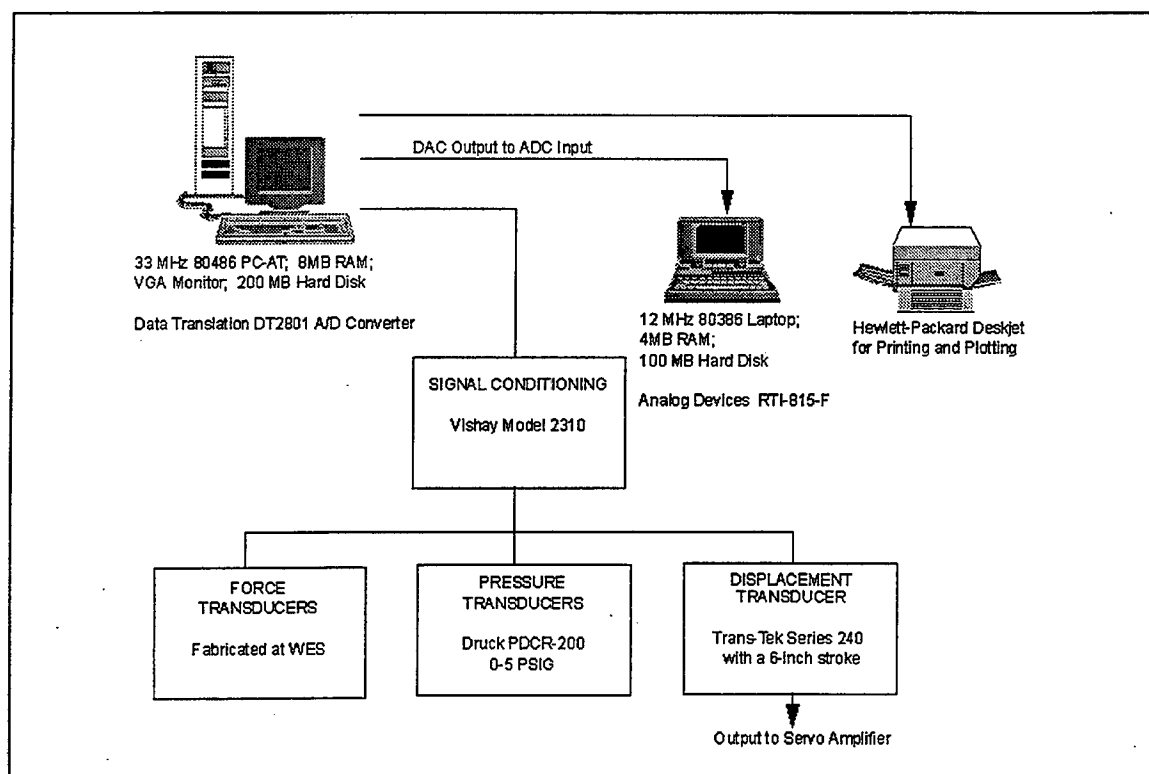 DAC Output to ADC Input
33 MHz 80486 PC-AT; 8MB RAM;
VGA Monitor; 200 MB Hard Disk
Data Translation DT2801 A/D Converter
12 MHz 80386 Laptop;
4MB RAM;
100 MB Hard Disk
Analog Devices RTI-815-F
Hewlett-Packard Deskjet
for Printing and Plotting
SIGNAL CONDITIONING
Vishay Model 2310
FORCE
TRANSDUCERS
Fabricated at WES
PRESSURE
TRANSDUCERS
Druck PDCR-200
0-5 PSIG
DISPLACEMENT
TRANSDUCER
Trans-Tek Series 240
with a 6-inch stroke
Output to Servo Amplifier